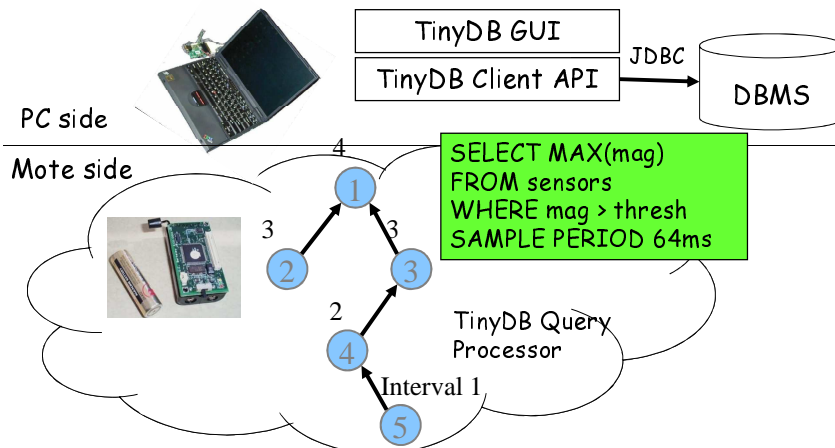 TinyDB GUI
JDBC
TinyDB Client API
DBMS
PC side
Mote side
4
SELECT MAX(mag)
FROM sensors
WHERE mag > thresh
SAMPLE PERIOD 64ms
1
3
3
2
3
2
TinyDB Query
Processor
4
Interval 1
5